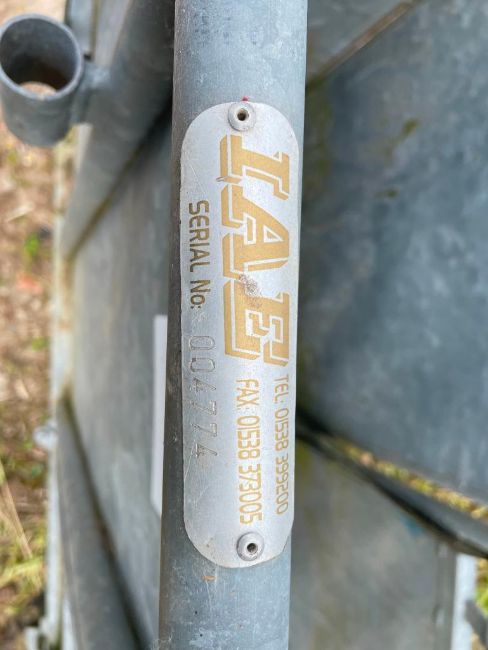 IAE
TEL: 01538 399200
FAX: 01538 373005
SERIAL No: 004774